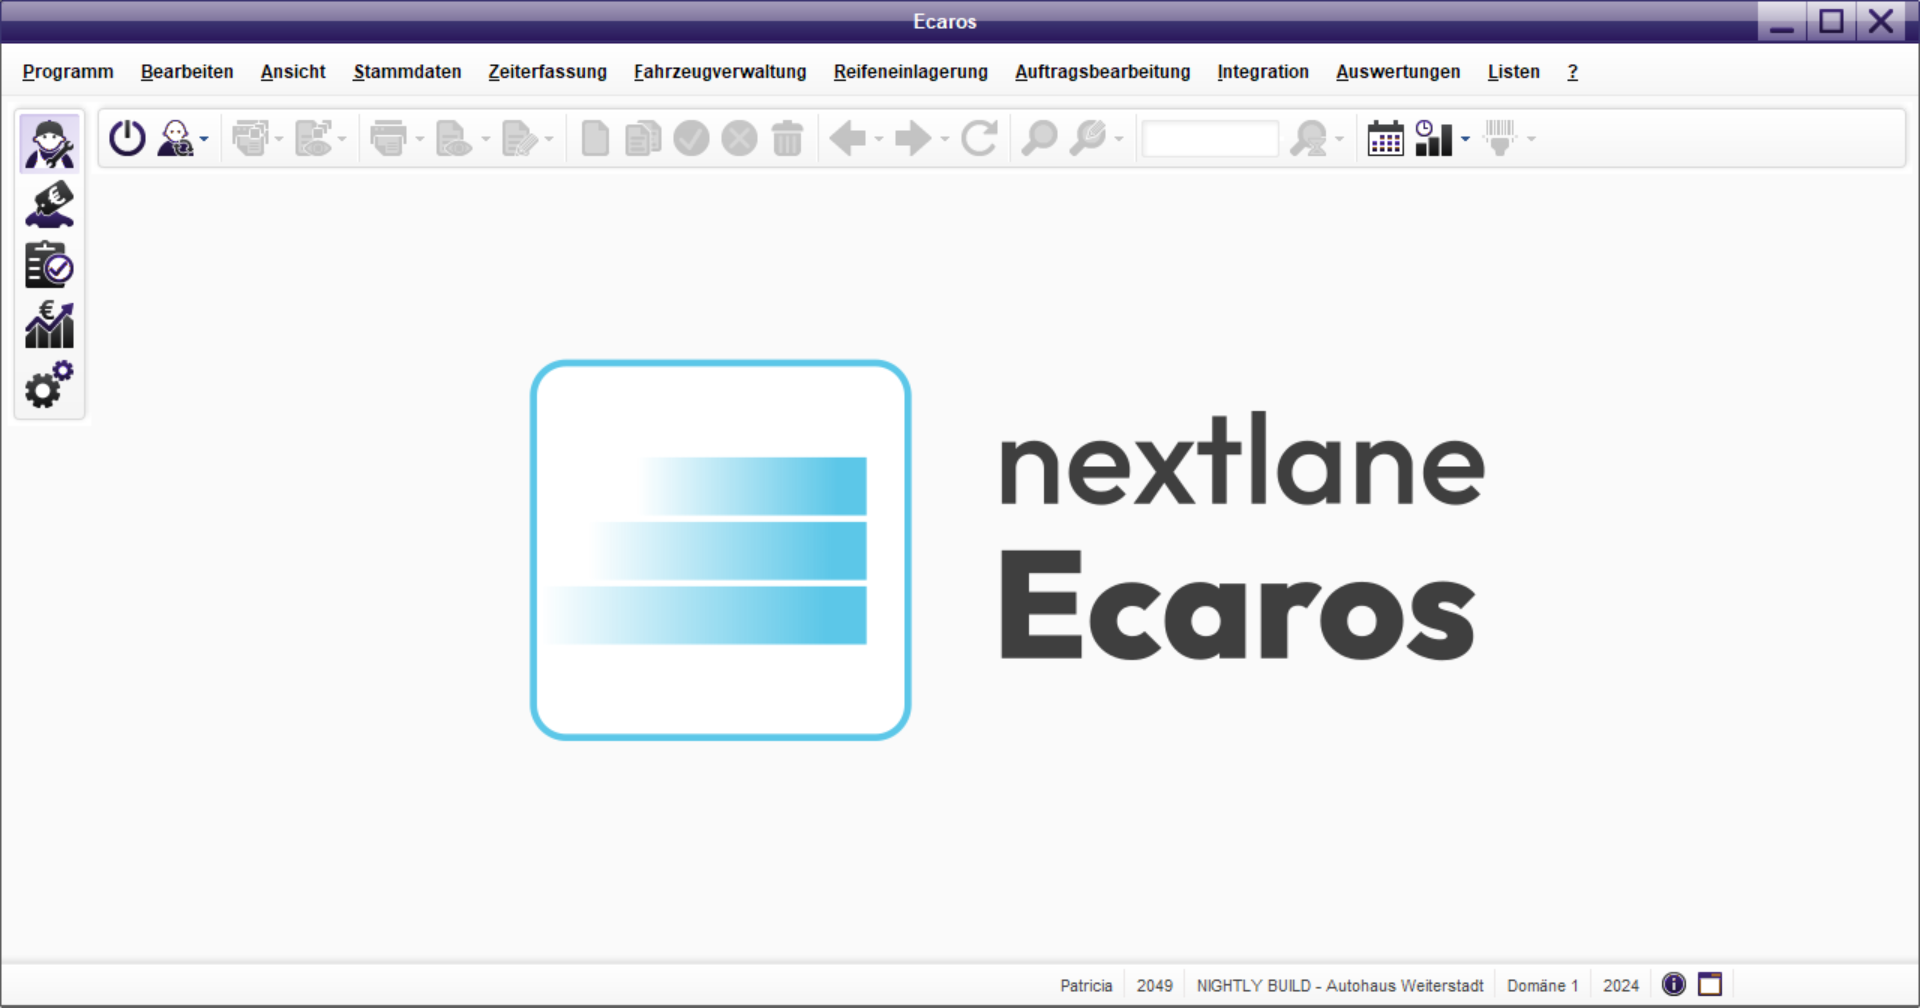 Ecaros
Programm Bearbeiten Ansicht Stammdaten Zeiterfassung Fahrzeugverwaltung Reifeneinlagerung Auftragsbearbeitung Integration Auswertungen Listen ?
nextlane
Ecaros
Patricia 2049 NIGHTLY BUILD - Autohaus Weiterstadt Domäne 1 2024